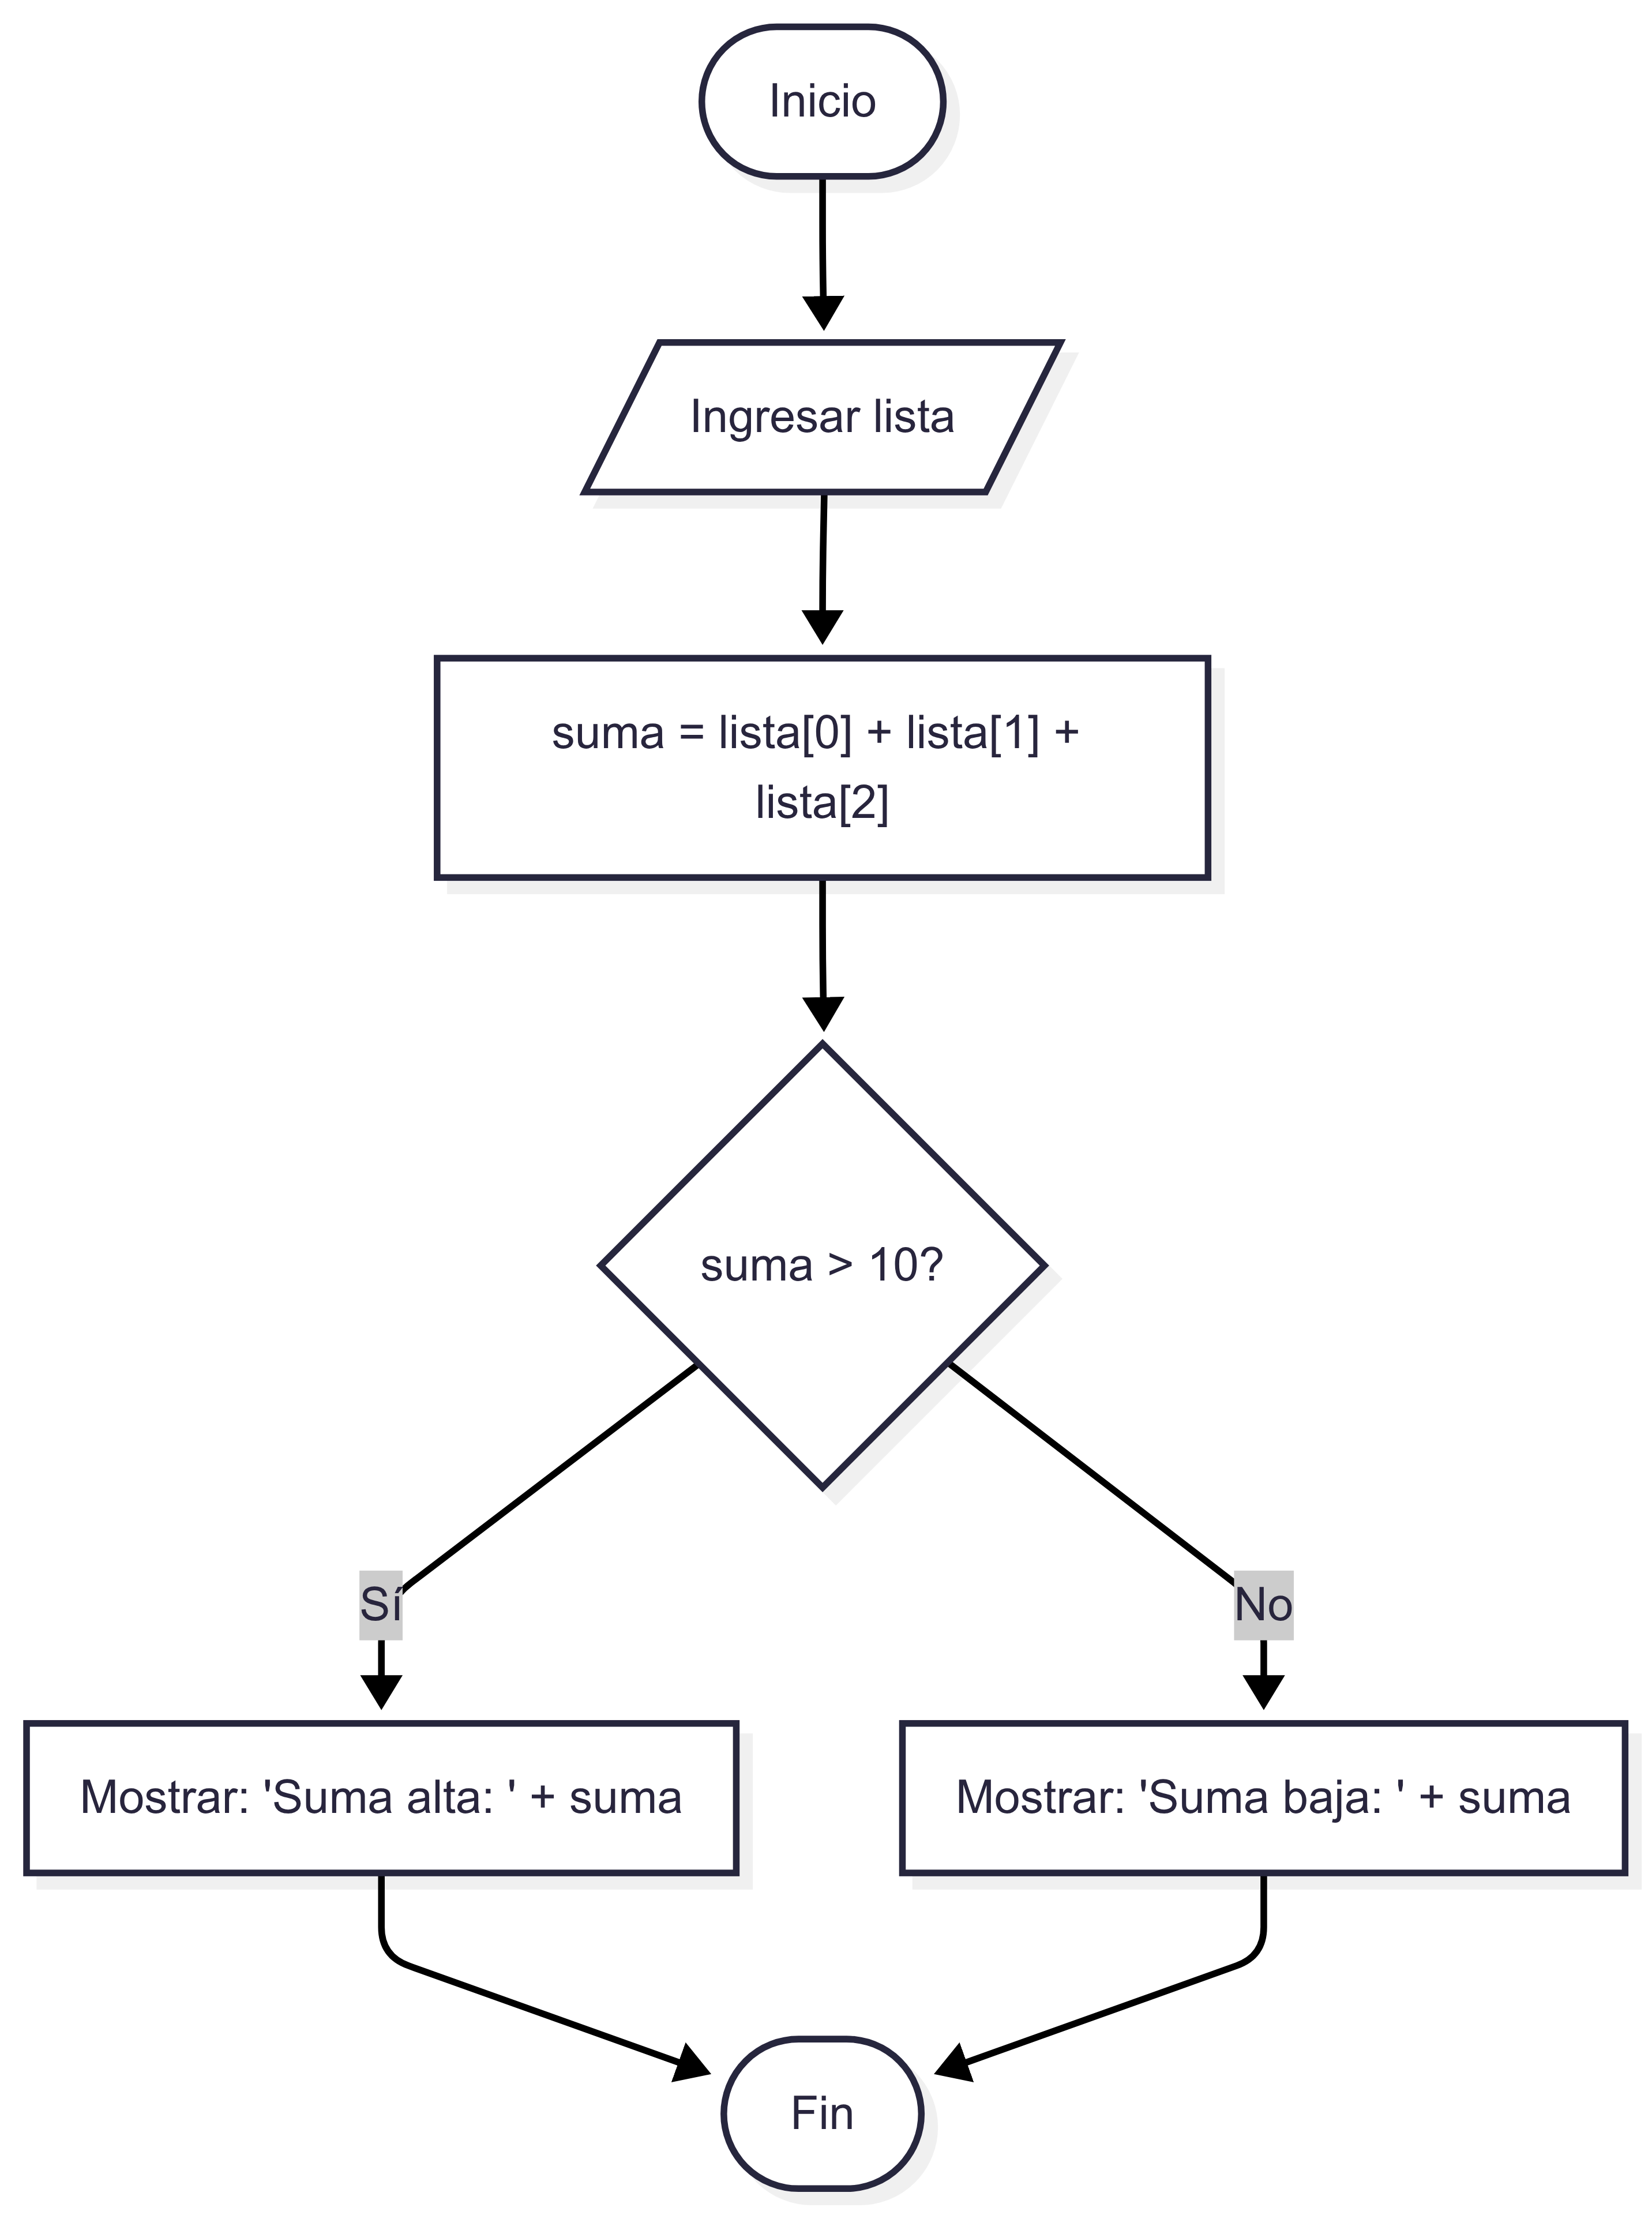 Inicio
Ingresar lista
suma = lista[0] + lista[1] +
lista[2]
suma > 10?
Sí
No
Mostrar: 'Suma alta: ' + suma
Mostrar: 'Suma baja: ' + suma
Fin